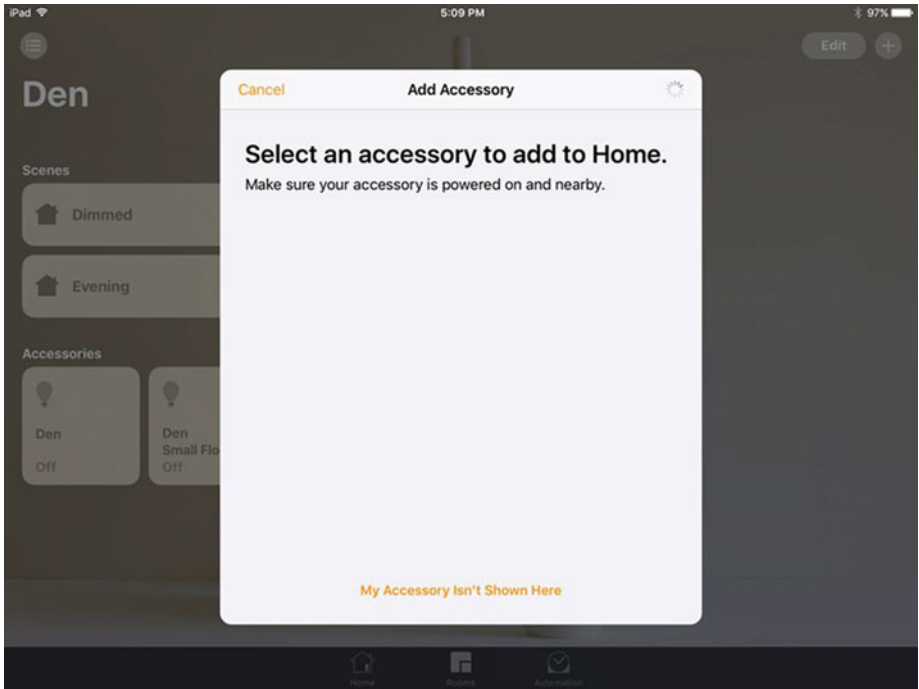 iPad 5:09 PM 97%
Edit
Den
Cancel Add Accessory
Select an accessory to add to Home.
Make sure your accessory is powered on and nearby.
Scenes
Dimmed
Evening
Accessories
Den
Off
Den
Small Flo
Off
My Accessory Isn't Shown Here
Home Rooms Automation